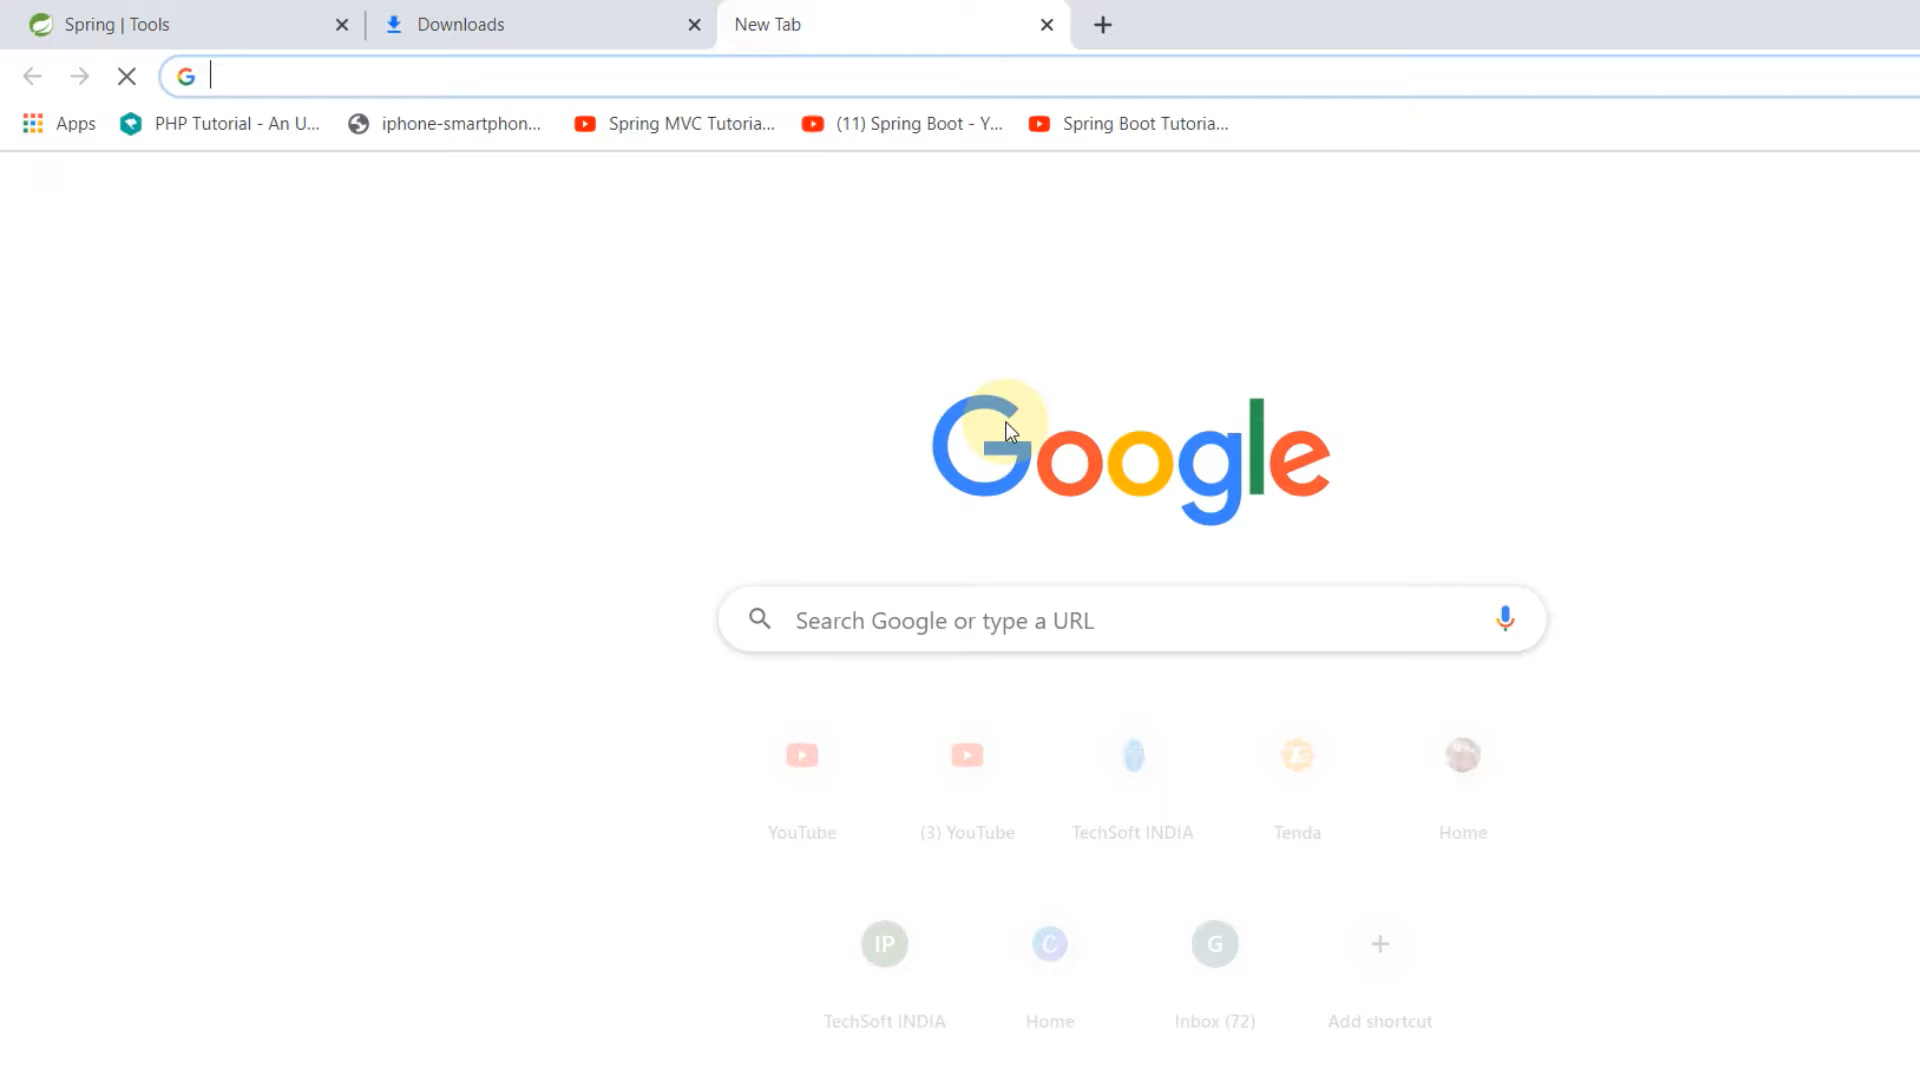 Spring | Tools
Downloads
New Tab
Apps
PHP Tutorial - An U...
iphone-smartphon...
Spring MVC Tutoria...
(11) Spring Boot - Y...
Spring Boot Tutoria...
Google
Search Google or type a URL
YouTube
(3) YouTube
TechSoft INDIA
Tenda
Home
IP
C
G
TechSoft INDIA
Home
Inbox (72)
Add shortcut